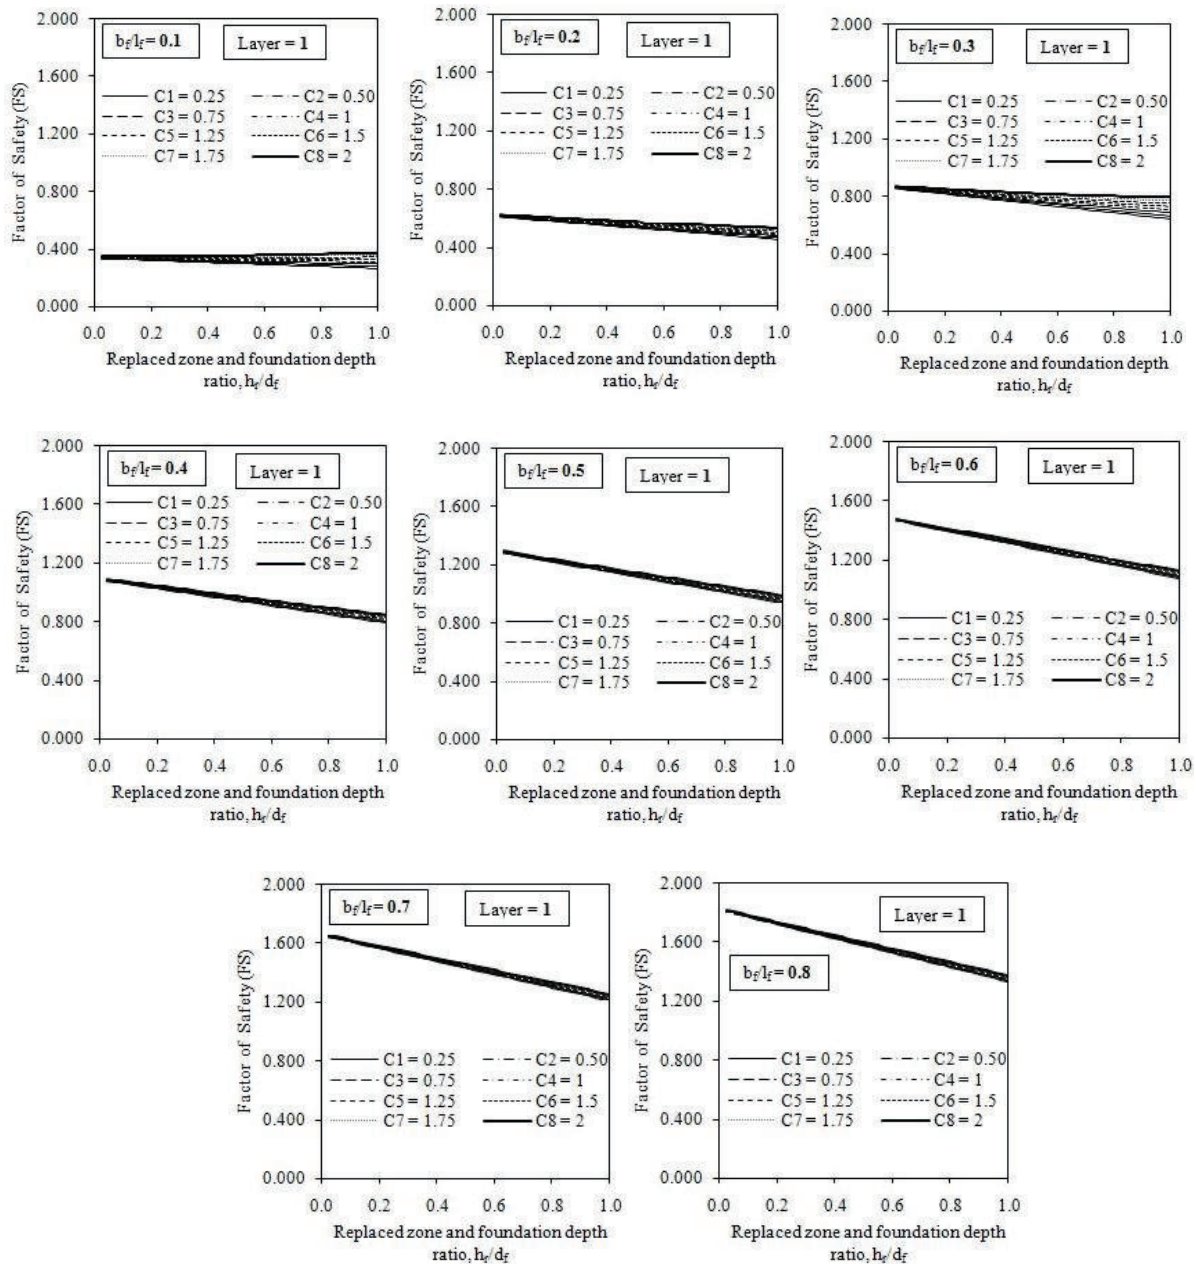 2.000
1.600
1.200
0.800
0.400
0.000
Factor of Safety (FS)
bf/lf= 0.1 Layer = 1
C1 = 0.25 C2 = 0.50
C3 = 0.75 C4 = 1
C5 = 1.25 C6 = 1.5
C7 = 1.75 C8 = 2
0.0 0.2 0.4 0.6 0.8 1.0
Replaced zone and foundation depth
ratio, hr/df
2.000
1.600
1.200
0.800
0.400
0.000
Factor of Safety (FS)
bf/lf= 0.2 Layer = 1
C1 = 0.25 C2 = 0.50
C3 = 0.75 C4 = 1
C5 = 1.25 C6 = 1.5
C7 = 1.75 C8 = 2
0.0 0.2 0.4 0.6 0.8 1.0
Replaced zone and foundation depth
ratio, hr/df
2.000
1.600
1.200
0.800
0.400
0.000
Factor of Safety (FS)
bf/lf= 0.3 Layer = 1
C1 = 0.25 C2 = 0.50
C3 = 0.75 C4 = 1
C5 = 1.25 C6 = 1.5
C7 = 1.75 C8 = 2
0.0 0.2 0.4 0.6 0.8 1.0
Replaced zone and foundation depth
ratio, hr/df
2.000
1.600
1.200
0.800
0.400
0.000
Factor of Safety (FS)
bf/lf= 0.4 Layer = 1
C1 = 0.25 C2 = 0.50
C3 = 0.75 C4 = 1
C5 = 1.25 C6 = 1.5
C7 = 1.75 C8 = 2
0.0 0.2 0.4 0.6 0.8 1.0
Replaced zone and foundation depth
ratio, hr/df
2.000
1.600
1.200
0.800
0.400
0.000
Factor of Safety (FS)
bf/lf= 0.5 Layer = 1
C1 = 0.25 C2 = 0.50
C3 = 0.75 C4 = 1
C5 = 1.25 C6 = 1.5
C7 = 1.75 C8 = 2
0.0 0.2 0.4 0.6 0.8 1.0
Replaced zone and foundation depth
ratio, hr/df
2.000
1.600
1.200
0.800
0.400
0.000
Factor of Safety (FS)
bf/lf= 0.6 Layer = 1
C1 = 0.25 C2 = 0.50
C3 = 0.75 C4 = 1
C5 = 1.25 C6 = 1.5
C7 = 1.75 C8 = 2
0.0 0.2 0.4 0.6 0.8 1.0
Replaced zone and foundation depth
ratio, hr/df
2.000
1.600
1.200
0.800
0.400
0.000
Factor of Safety (FS)
bf/lf= 0.7 Layer = 1
C1 = 0.25 C2 = 0.50
C3 = 0.75 C4 = 1
C5 = 1.25 C6 = 1.5
C7 = 1.75 C8 = 2
0.0 0.2 0.4 0.6 0.8 1.0
Replaced zone and foundation depth
ratio, hr/df
2.000
1.600
1.200
0.800
0.400
0.000
Factor of Safety (FS)
Layer = 1
bf/lf= 0.8
C1 = 0.25 C2 = 0.50
C3 = 0.75 C4 = 1
C5 = 1.25 C6 = 1.5
C7 = 1.75 C8 = 2
0.0 0.2 0.4 0.6 0.8 1.0
Replaced zone and foundation depth
ratio, hr/df